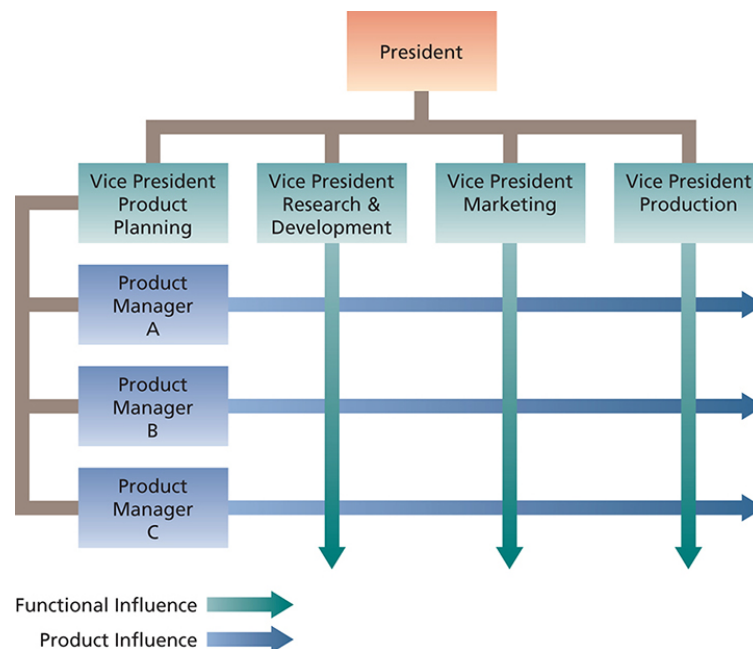 President
Vice President
Product
Planning
Vice President
Research &
Development
Vice President
Marketing
Vice President
Production
Product
Manager
A
Product
Manager
B
Product
Manager
C
Functional Influence
Product Influence